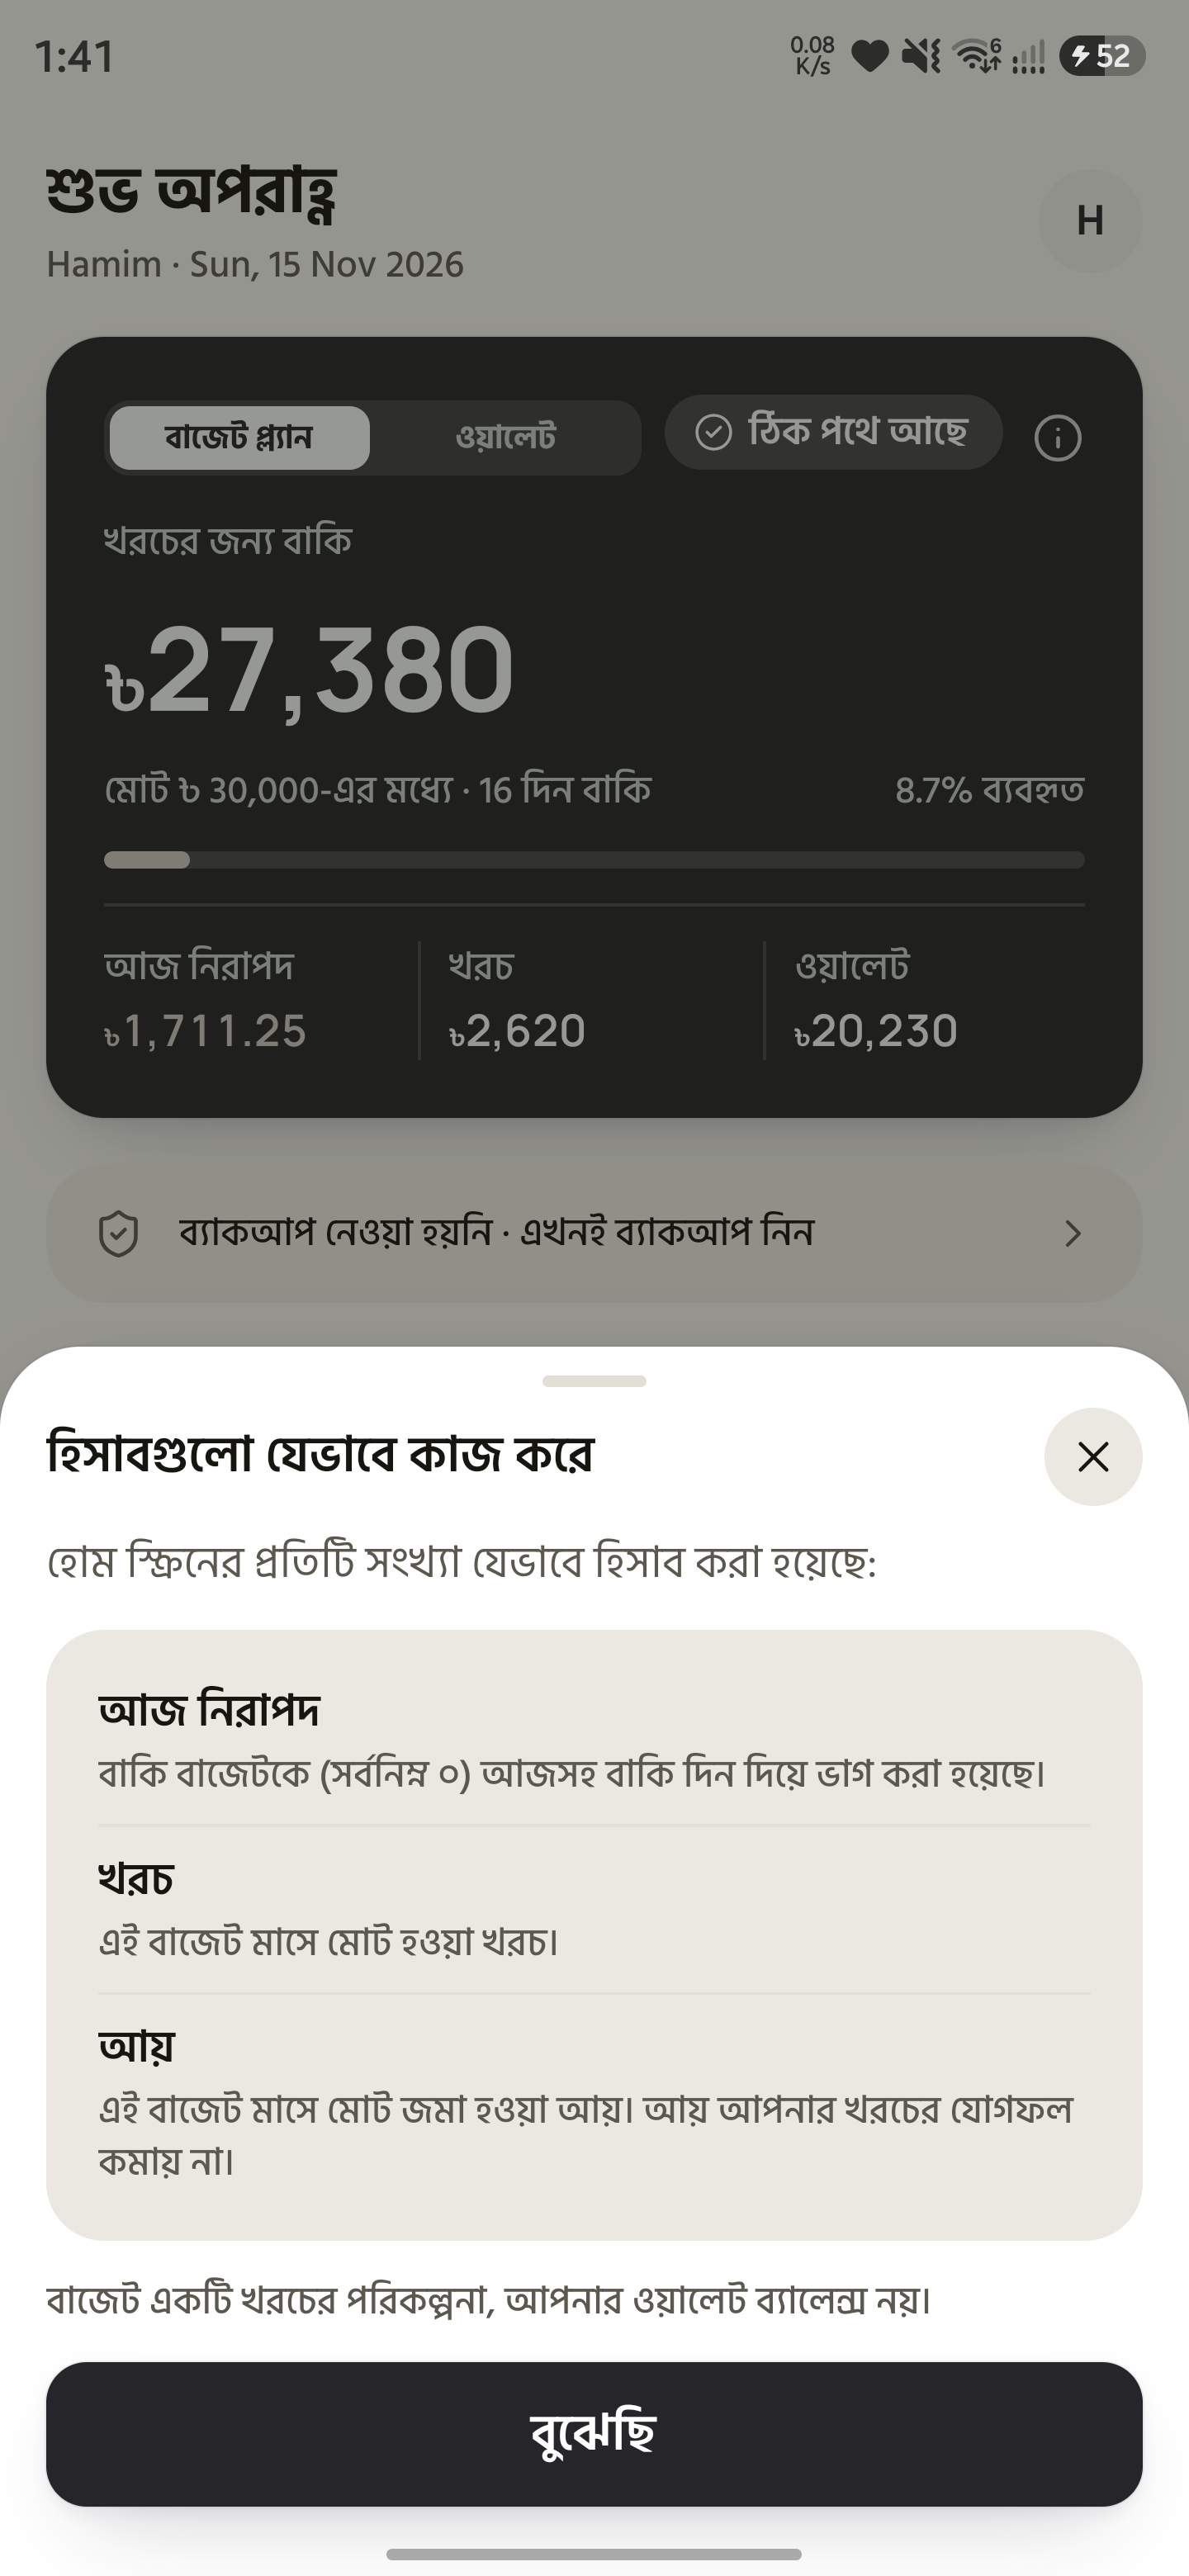 1:41
0.08
K/s
6
52
শুভ অপরাহ্ণ
H
Hamim · Sun, 15 Nov 2026
বাজেট প্ল্যান
ওয়ালেট
ঠিক পথে আছে
খরচের জন্য বাকি
৳27,380
মোট ৳ 30,000-এর মধ্যে · 16 দিন বাকি
8.7% ব্যবহৃত
আজ নিরাপদ
খরচ
ওয়ালেট
৳1,711.25
৳2,620
৳20,230
ব্যাকআপ নেওয়া হয়নি · এখনই ব্যাকআপ নিন
হিসাবগুলো যেভাবে কাজ করে
হোম স্ক্রিনের প্রতিটি সংখ্যা যেভাবে হিসাব করা হয়েছে:
আজ নিরাপদ
বাকি বাজেটকে (সর্বনিম্ন ০) আজসহ বাকি দিন দিয়ে ভাগ করা হয়েছে।
খরচ
এই বাজেট মাসে মোট হওয়া খরচ।
আয়
এই বাজেট মাসে মোট জমা হওয়া আয়। আয় আপনার খরচের যোগফল
কমায় না।
বাজেট একটি খরচের পরিকল্পনা, আপনার ওয়ালেট ব্যালেন্স নয়।
বুঝেছি